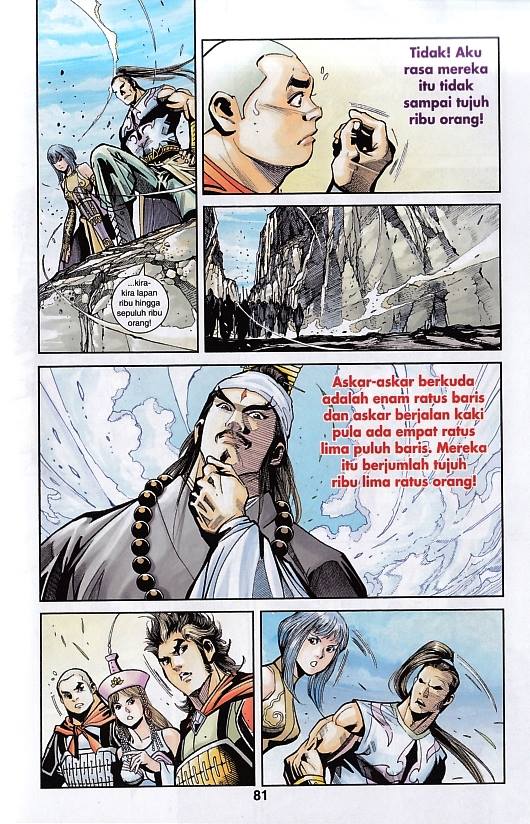 ...kira-
kira lapan
ribu hingga
sepuluh ribu
orang!
Tidak! Aku
rasa mereka
itu tidak
sampai tujuh
ribu orang!
Askar-askar berkuda
adalah enam ratus baris
dan askar berjalan kaki
pula ada empat ratus
lima puluh baris. Mereka
itu berjumlah tujuh
ribu lima ratus orang!
81